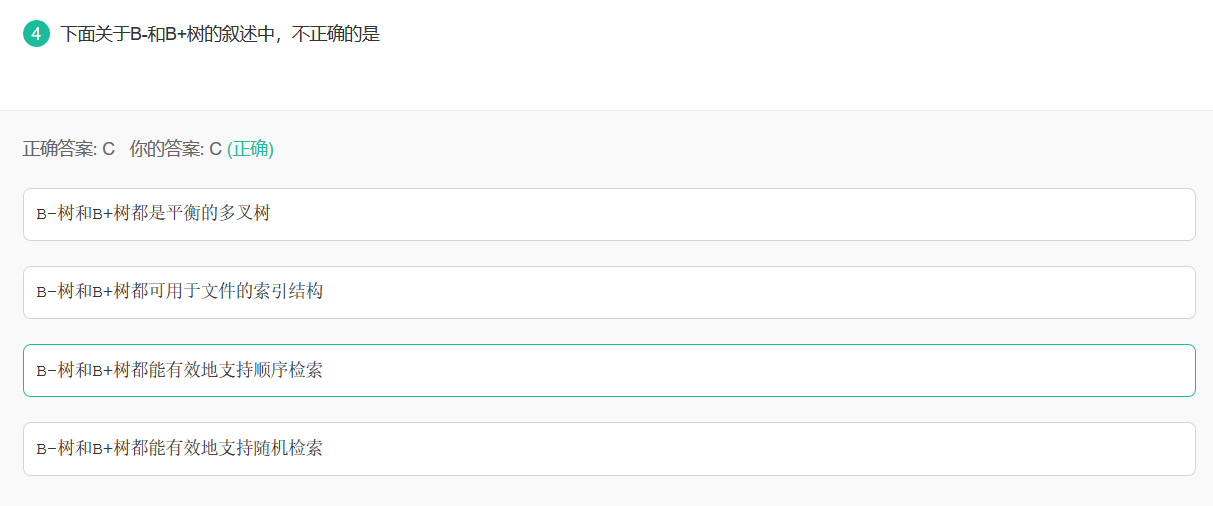 4 下面关于B-和B+树的叙述中，不正确的是
正确答案: C 你的答案: C (正确)
B-树和B+树都是平衡的多叉树
B-树和B+树都可用于文件的索引结构
B-树和B+树都能有效地支持顺序检索
B-树和B+树都能有效地支持随机检索